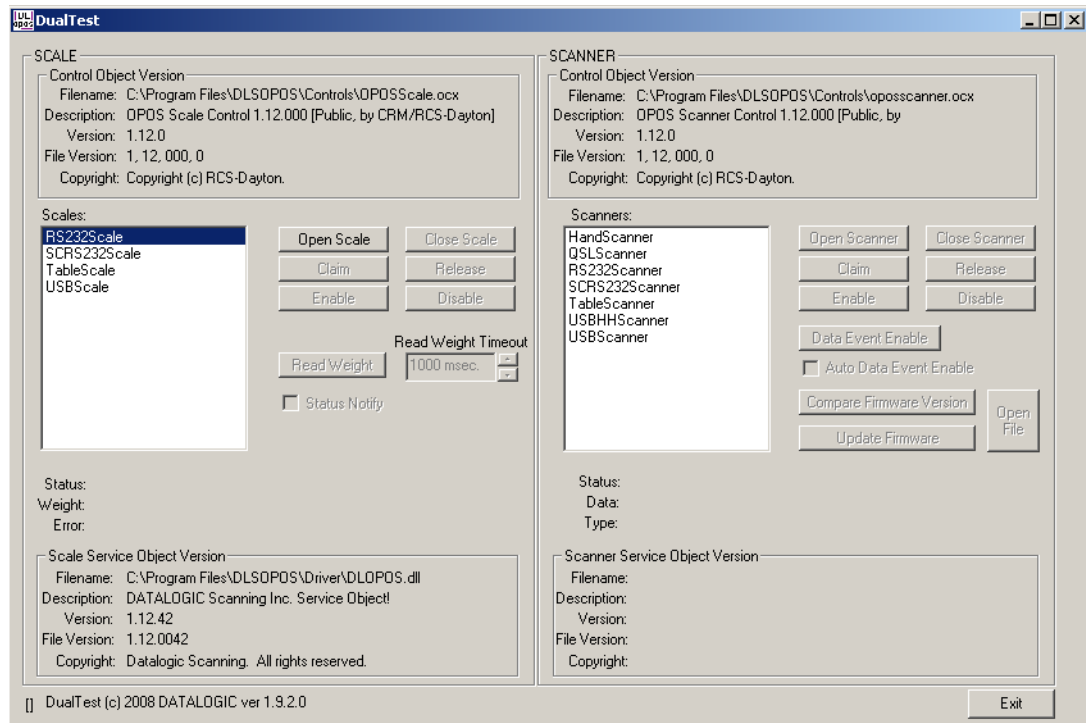 UL
opos
DualTest
SCALE
Control Object Version
Filename: C:\Program Files\DLSOPOS\Controls\OPOSScale.ocx
Description: OPOS Scale Control 1.12.000 [Public, by CRM/RCS-Dayton]
Version: 1.12.0
File Version: 1, 12, 000, 0
Copyright: Copyright (c) RCS-Dayton.
Scales:
RS232Scale
SCRS232Scale
TableScale
USBScale
Open Scale Close Scale
Claim Release
Enable Disable
Read Weight Timeout
Read Weight 1000 msec.
Status Notify
Status:
Weight:
Error:
Scale Service Object Version
Filename: C:\Program Files\DLSOPOS\Driver\DLOPOS.dll
Description: DATALOGIC Scanning Inc. Service Object!
Version: 1.12.42
File Version: 1.12.0042
Copyright: Datalogic Scanning. All rights reserved.
SCANNER
Control Object Version
Filename: C:\Program Files\DLSOPOS\Controls\oposscanner.ocx
Description: OPOS Scanner Control 1.12.000 [Public, by
Version: 1.12.0
File Version: 1, 12, 000, 0
Copyright: Copyright (c) RCS-Dayton.
Scanners:
HandScanner
QSLScanner
RS232Scanner
SCRS232Scanner
TableScanner
USBHHScanner
USBScanner
Open Scanner Close Scanner
Claim Release
Enable Disable
Data Event Enable
Auto Data Event Enable
Compare Firmware Version
Update Firmware
Open
File
Status:
Data:
Type:
Scanner Service Object Version
Filename:
Description:
Version:
File Version:
Copyright:
[] DualTest (c) 2008 DATALOGIC ver 1.9.2.0
Exit